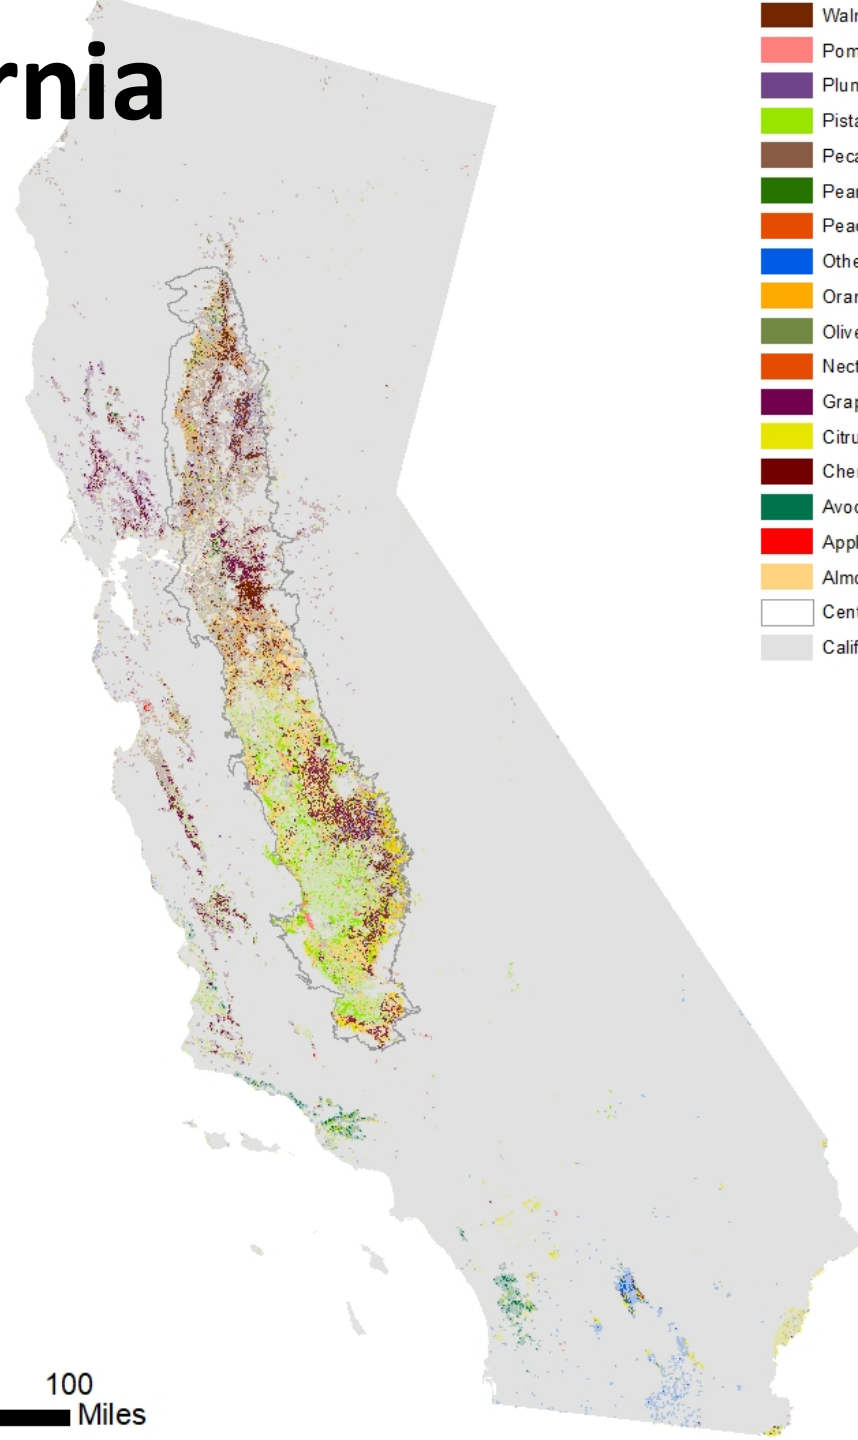 rnia
Waln
Pom
Plun
Pista
Peca
Pear
Peac
Othe
Oran
Olive
Nect
Grap
Citru
Cher
Avoc
Appl
Almo
Cent
Calif
100
Miles